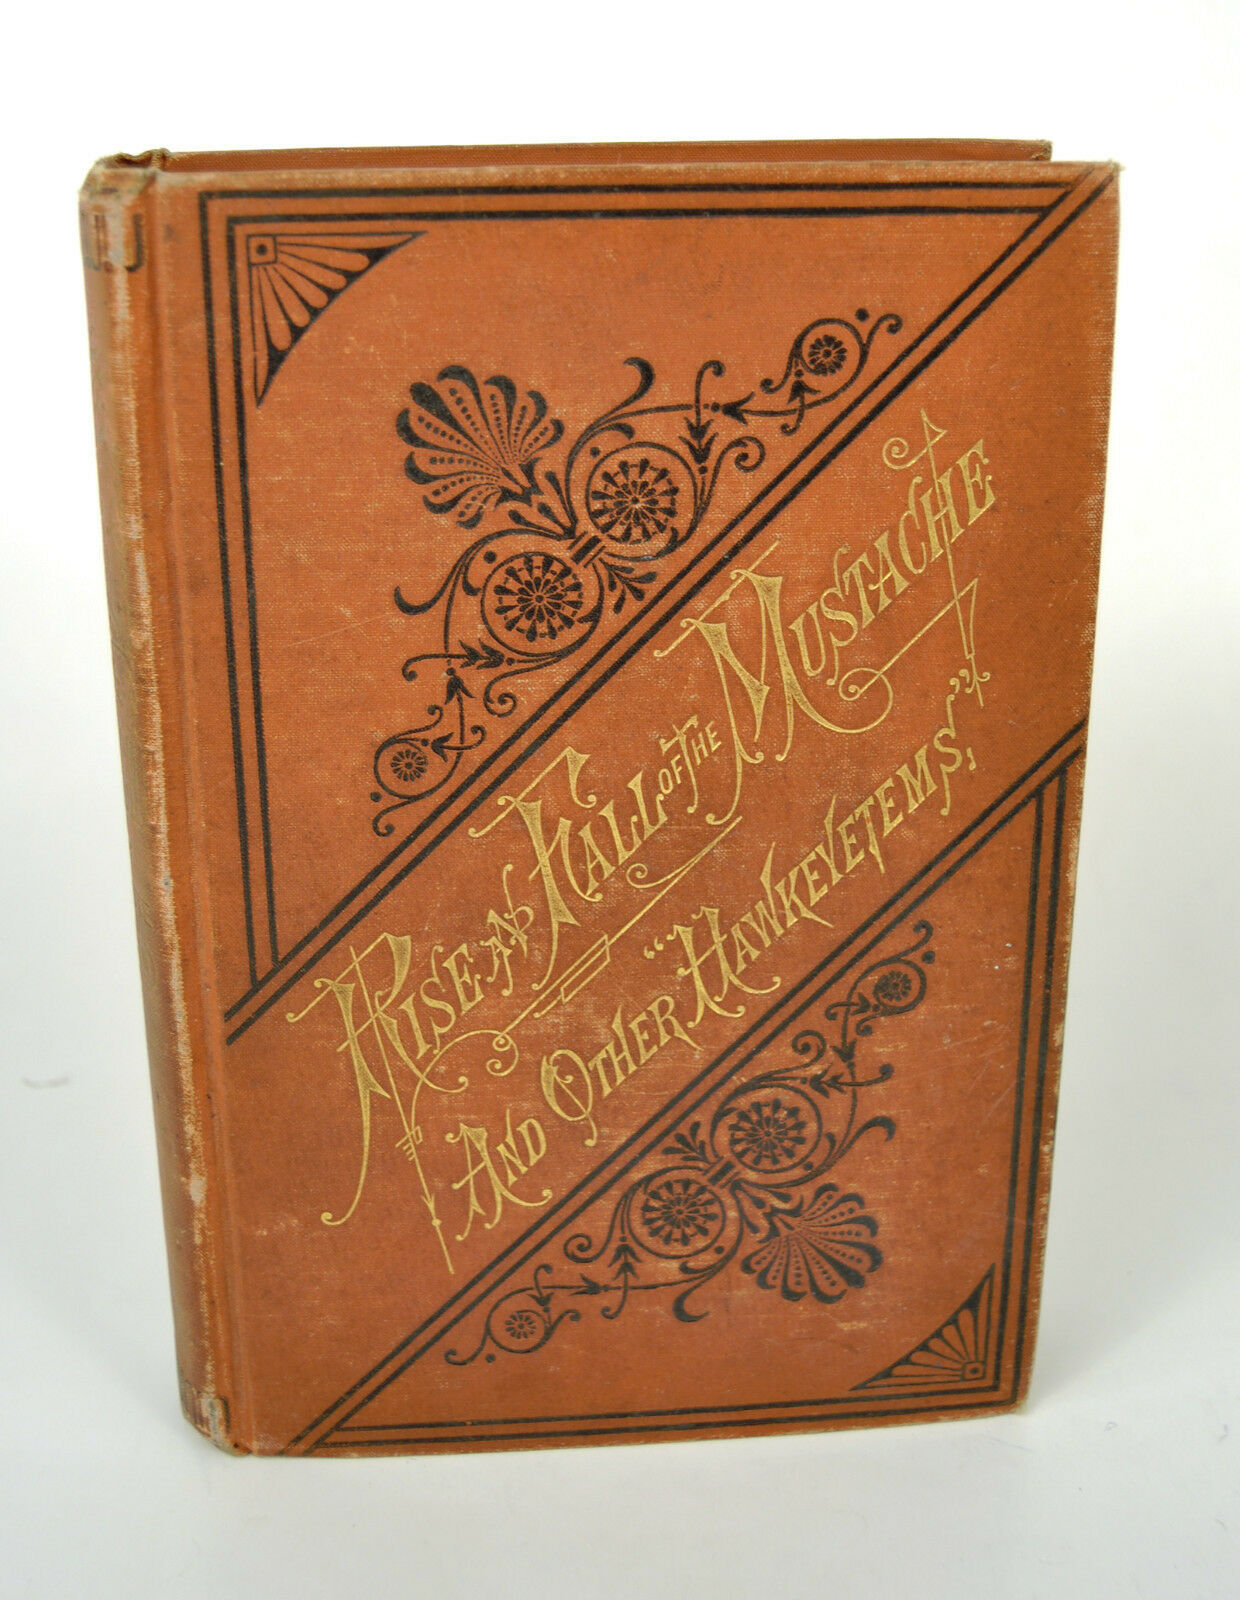 RISE AND FALL OF THE MUSTACHE
AND OTHER "HAWKEYETEMS."